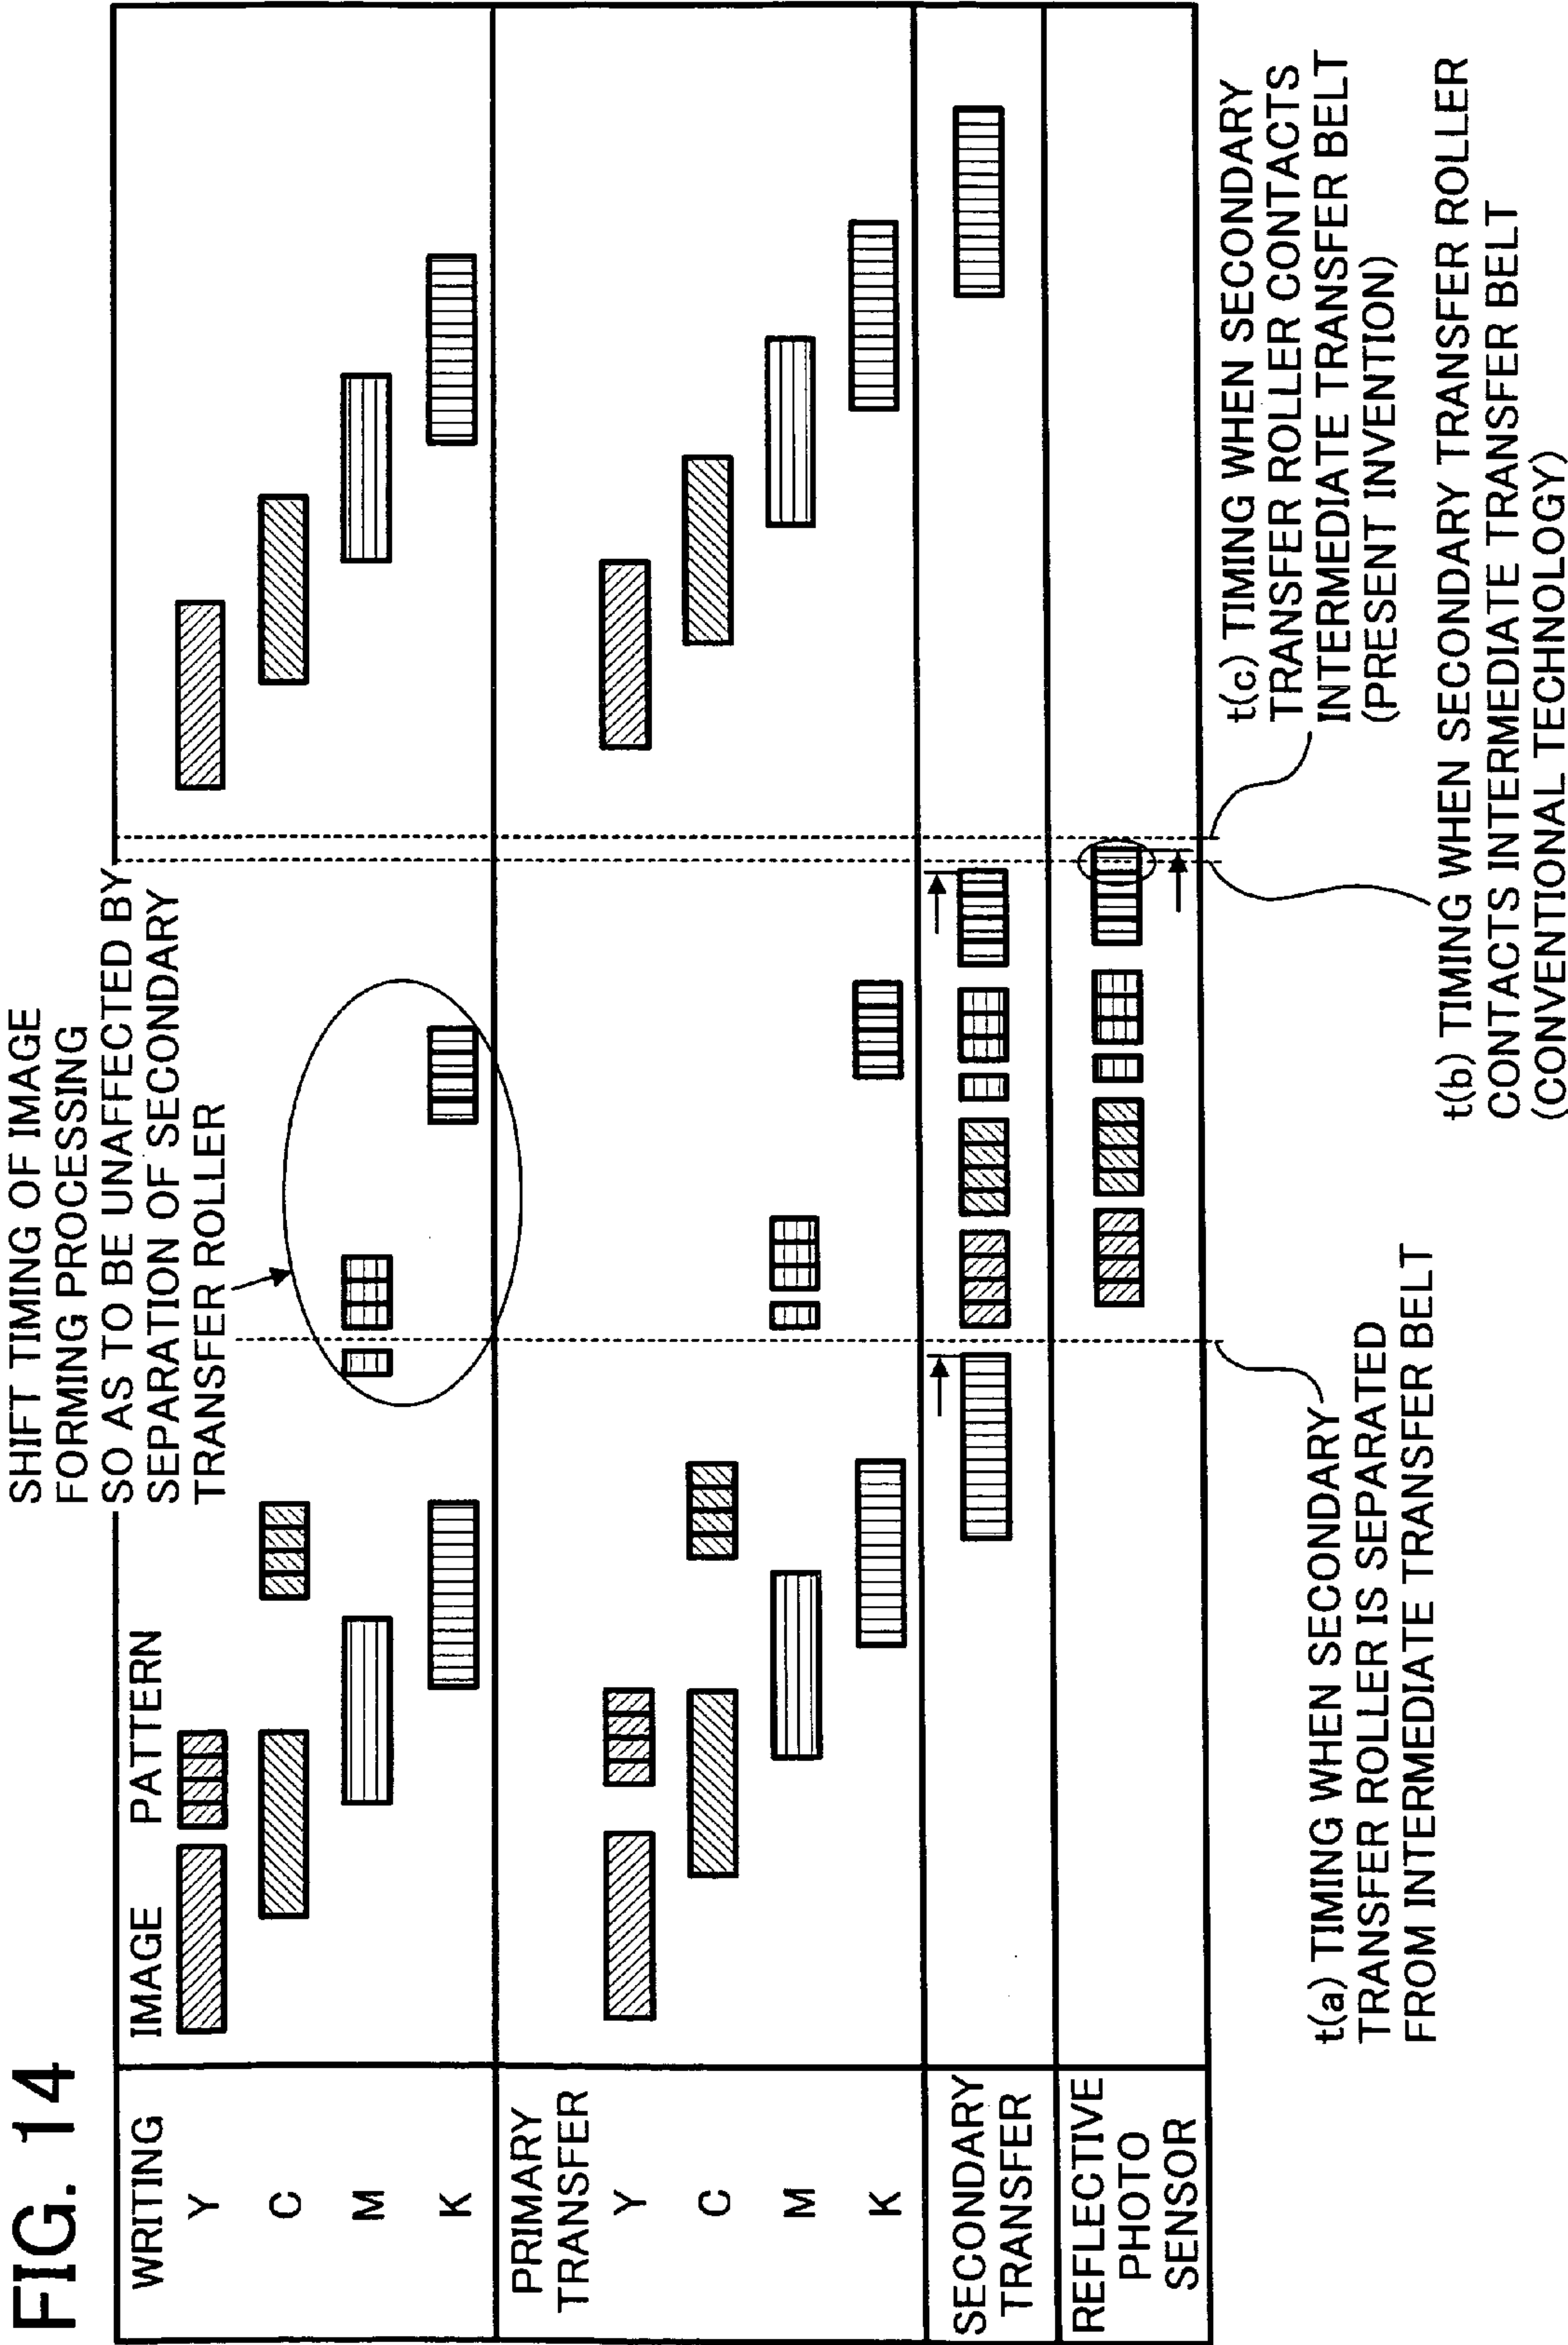 FIG. 14
SHIFT TIMING OF IMAGE
FORMING PROCESSING
SO AS TO BE UNAFFECTED BY
SEPARATION OF SECONDARY
TRANSFER ROLLER
WRITING
IMAGE PATTERN
Y
C
M
K
PRIMARY
TRANSFER
Y
C
M
K
SECONDARY
TRANSFER
REFLECTIVE
PHOTO
SENSOR
t(a) TIMING WHEN SECONDARY
TRANSFER ROLLER IS SEPARATED
FROM INTERMEDIATE TRANSFER BELT
t(c) TIMING WHEN SECONDARY
TRANSFER ROLLER CONTACTS
INTERMEDIATE TRANSFER BELT
(PRESENT INVENTION)
t(b) TIMING WHEN SECONDARY TRANSFER ROLLER
CONTACTS INTERMEDIATE TRANSFER BELT
(CONVENTIONAL TECHNOLOGY)